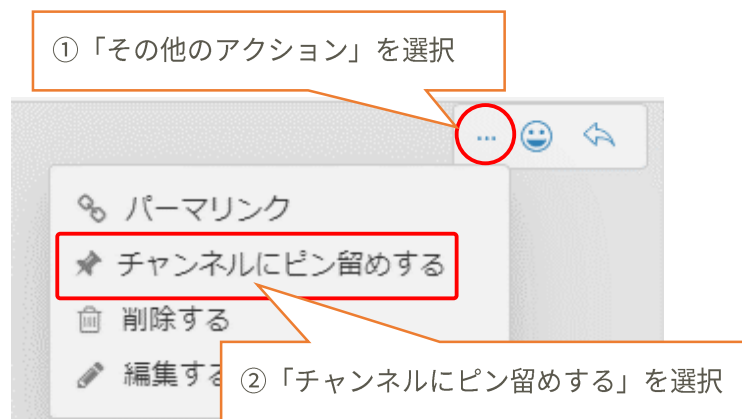 ①「その他のアクション」を選択
...
パーマリンク
チャンネルにピン留めする
削除する
編集する
②「チャンネルにピン留めする」を選択